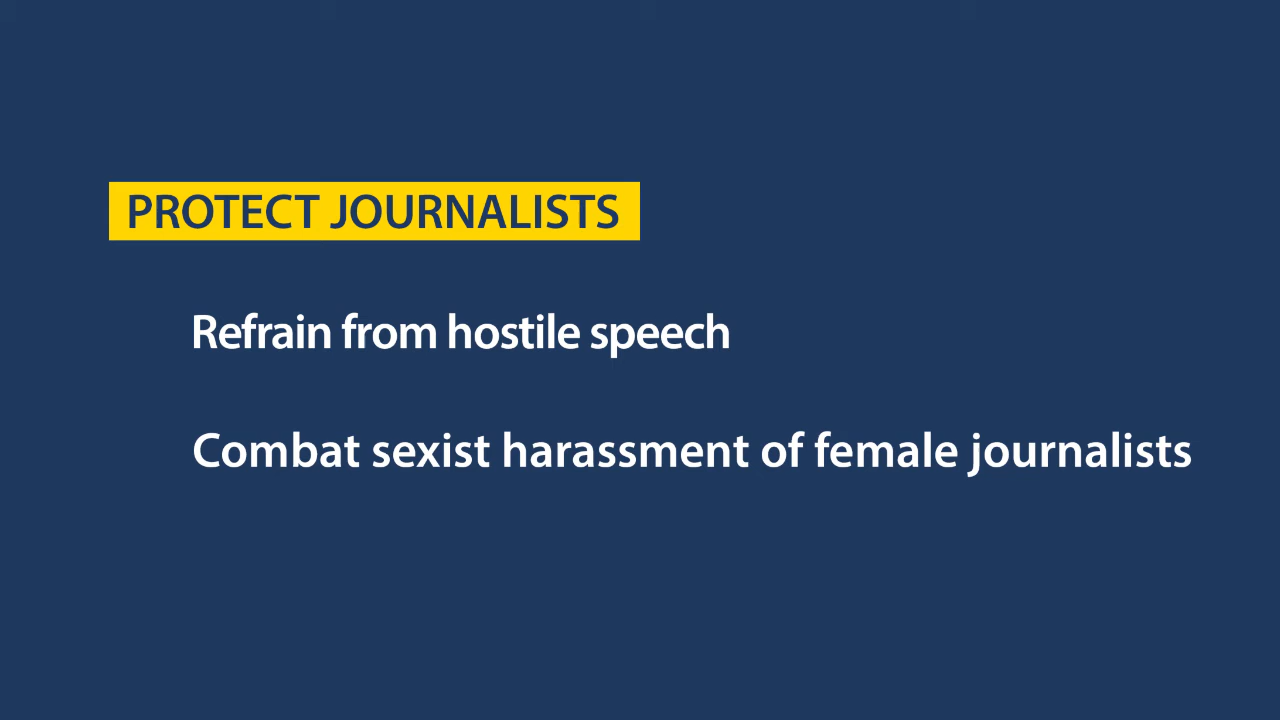 PROTECT JOURNALISTS
Refrain from hostile speech
Combat sexist harassment of female journalists